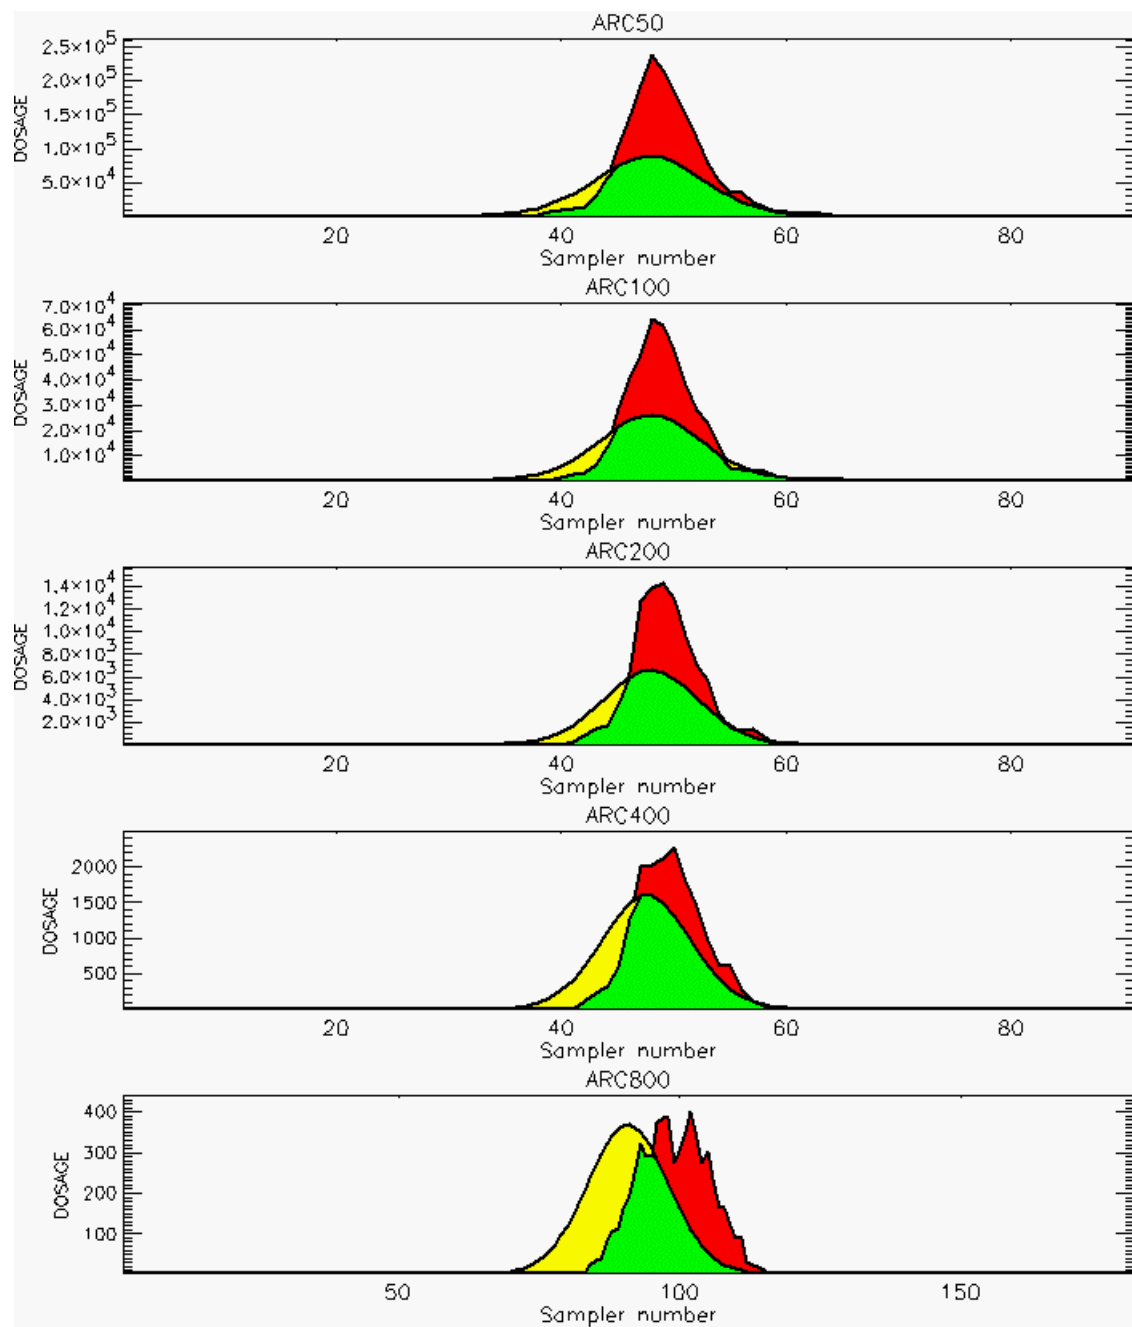 ARC50
2.5×10^5
2.0×10^5
1.5×10^5
1.0×10^5
5.0×10^4
DOSAGE
20 40 60 80
Sampler number
ARC100
7.0×10^4
6.0×10^4
5.0×10^4
4.0×10^4
3.0×10^4
2.0×10^4
1.0×10^4
DOSAGE
20 40 60 80
Sampler number
ARC200
1.4×10^4
1.2×10^4
1.0×10^4
8.0×10^3
6.0×10^3
4.0×10^3
2.0×10^3
DOSAGE
20 40 60 80
Sampler number
ARC400
2000
1500
1000
500
DOSAGE
20 40 60 80
Sampler number
ARC800
400
300
200
100
DOSAGE
50 100 150
Sampler number